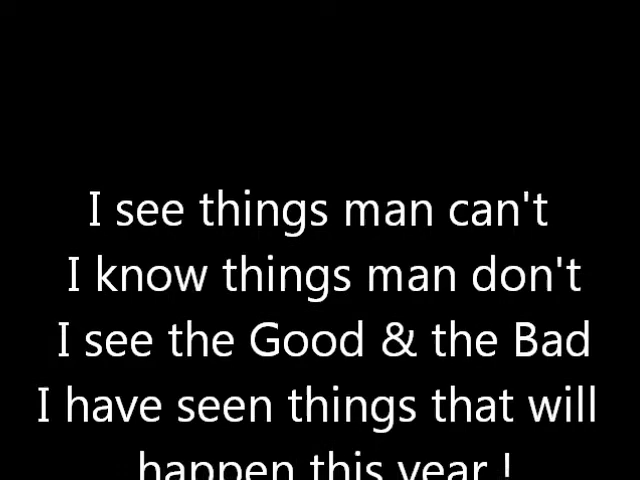 I see things man can't
I know things man don't
I see the Good & the Bad
I have seen things that will
happen this year !